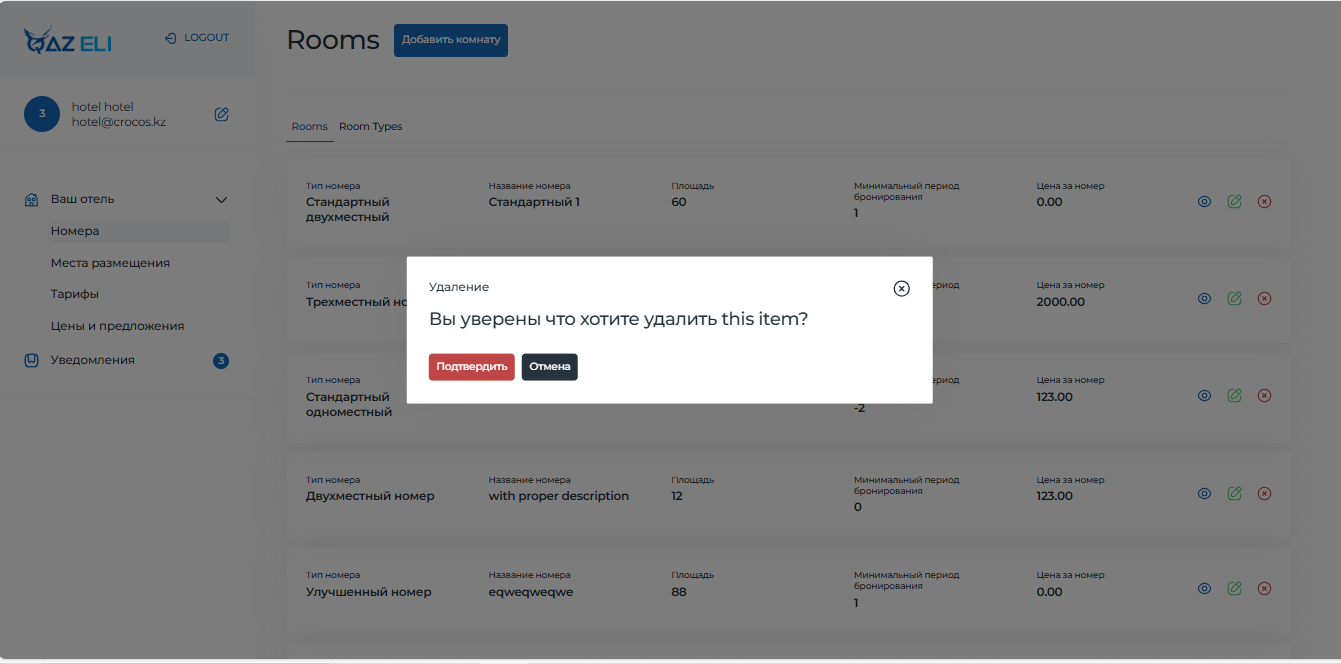 QAZ ELI
LOGOUT
Rooms
Добавить комнату
3
hotel hotel
hotel@crocos.kz
Rooms
Room Types
Ваш отель
Номера
Места размещения
Тарифы
Цены и предложения
Уведомления
3
Тип номера
Стандартный
двухместный
Название номера
Стандартный 1
Площадь
60
Минимальный период
бронирования
1
Цена за номер
0.00
Тип номера
Трехместный но
ериод
Цена за номер
2000.00
Удаление
Вы уверены что хотите удалить this item?
Подтвердить
Отмена
Тип номера
Стандартный
одноместный
ериод
-2
Цена за номер
123.00
Тип номера
Двухместный номер
Название номера
with proper description
Площадь
12
Минимальный период
бронирования
0
Цена за номер
123.00
Тип номера
Улучшенный номер
Название номера
eqweqweqwe
Площадь
88
Минимальный период
бронирования
1
Цена за номер
0.00